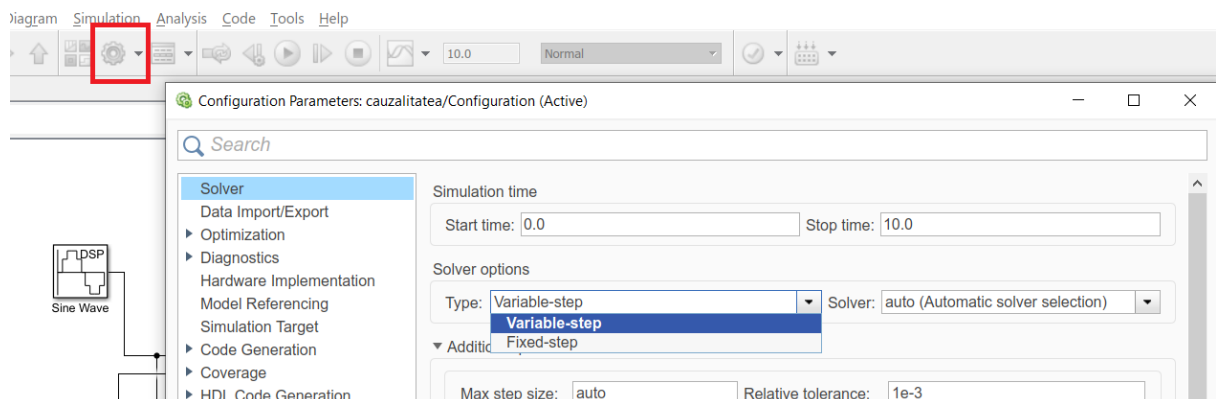 Diagram Simulation Analysis Code Tools Help
10.0 Normal
Configuration Parameters: cauzalitatea/Configuration (Active)
Search
Solver
Data Import/Export
Optimization
Diagnostics
Hardware Implementation
Model Referencing
Simulation Target
Code Generation
Coverage
HDL Code Generation
Simulation time
Start time: 0.0 Stop time: 10.0
Solver options
Type: Variable-step Solver: auto (Automatic solver selection)
Variable-step
Fixed-step
Max step size: auto Relative tolerance: 1e-3
DSP
Sine Wave